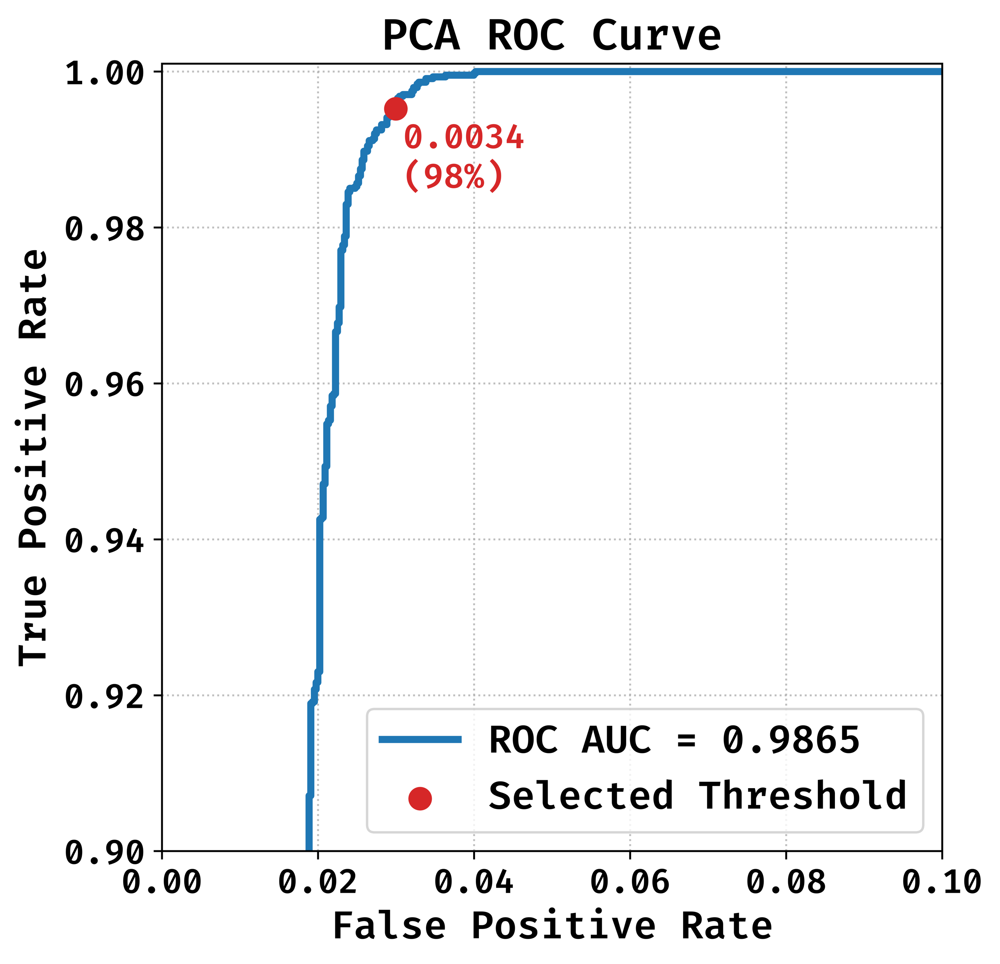 PCA ROC Curve
1.00
0.98
0.96
0.94
0.92
0.90
True Positive Rate
0.0034
(98%)
ROC AUC = 0.9865
Selected Threshold
0.00 0.02 0.04 0.06 0.08 0.10
False Positive Rate